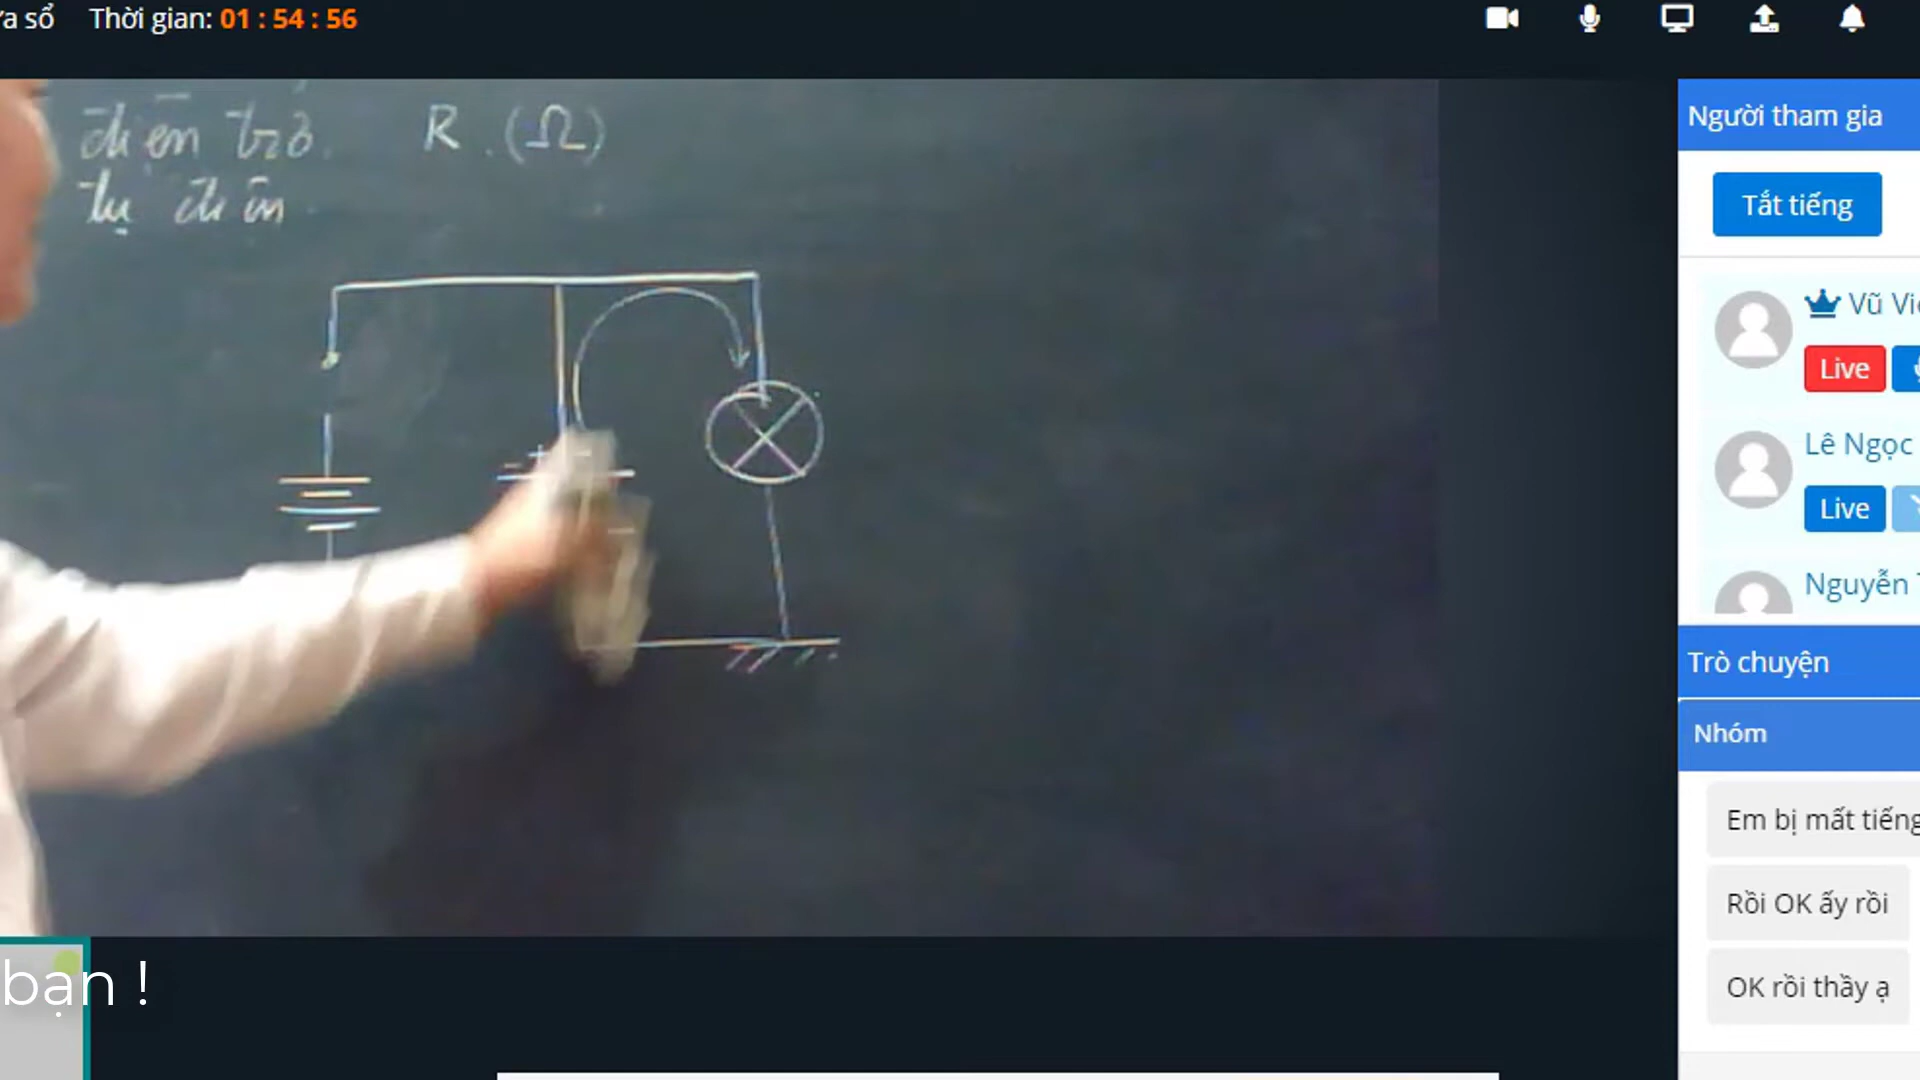 ửa sổ Thời gian: 01 : 54 : 56
điện trở. R. (Ω)
tụ điện
+
Người tham gia
Tắt tiếng
Vũ Vi
Live
Lê Ngọc
Live
Nguyễn T
Trò chuyện
Nhóm
Em bị mất tiếng
Rồi OK ấy rồi
OK rồi thầy ạ
bạn !